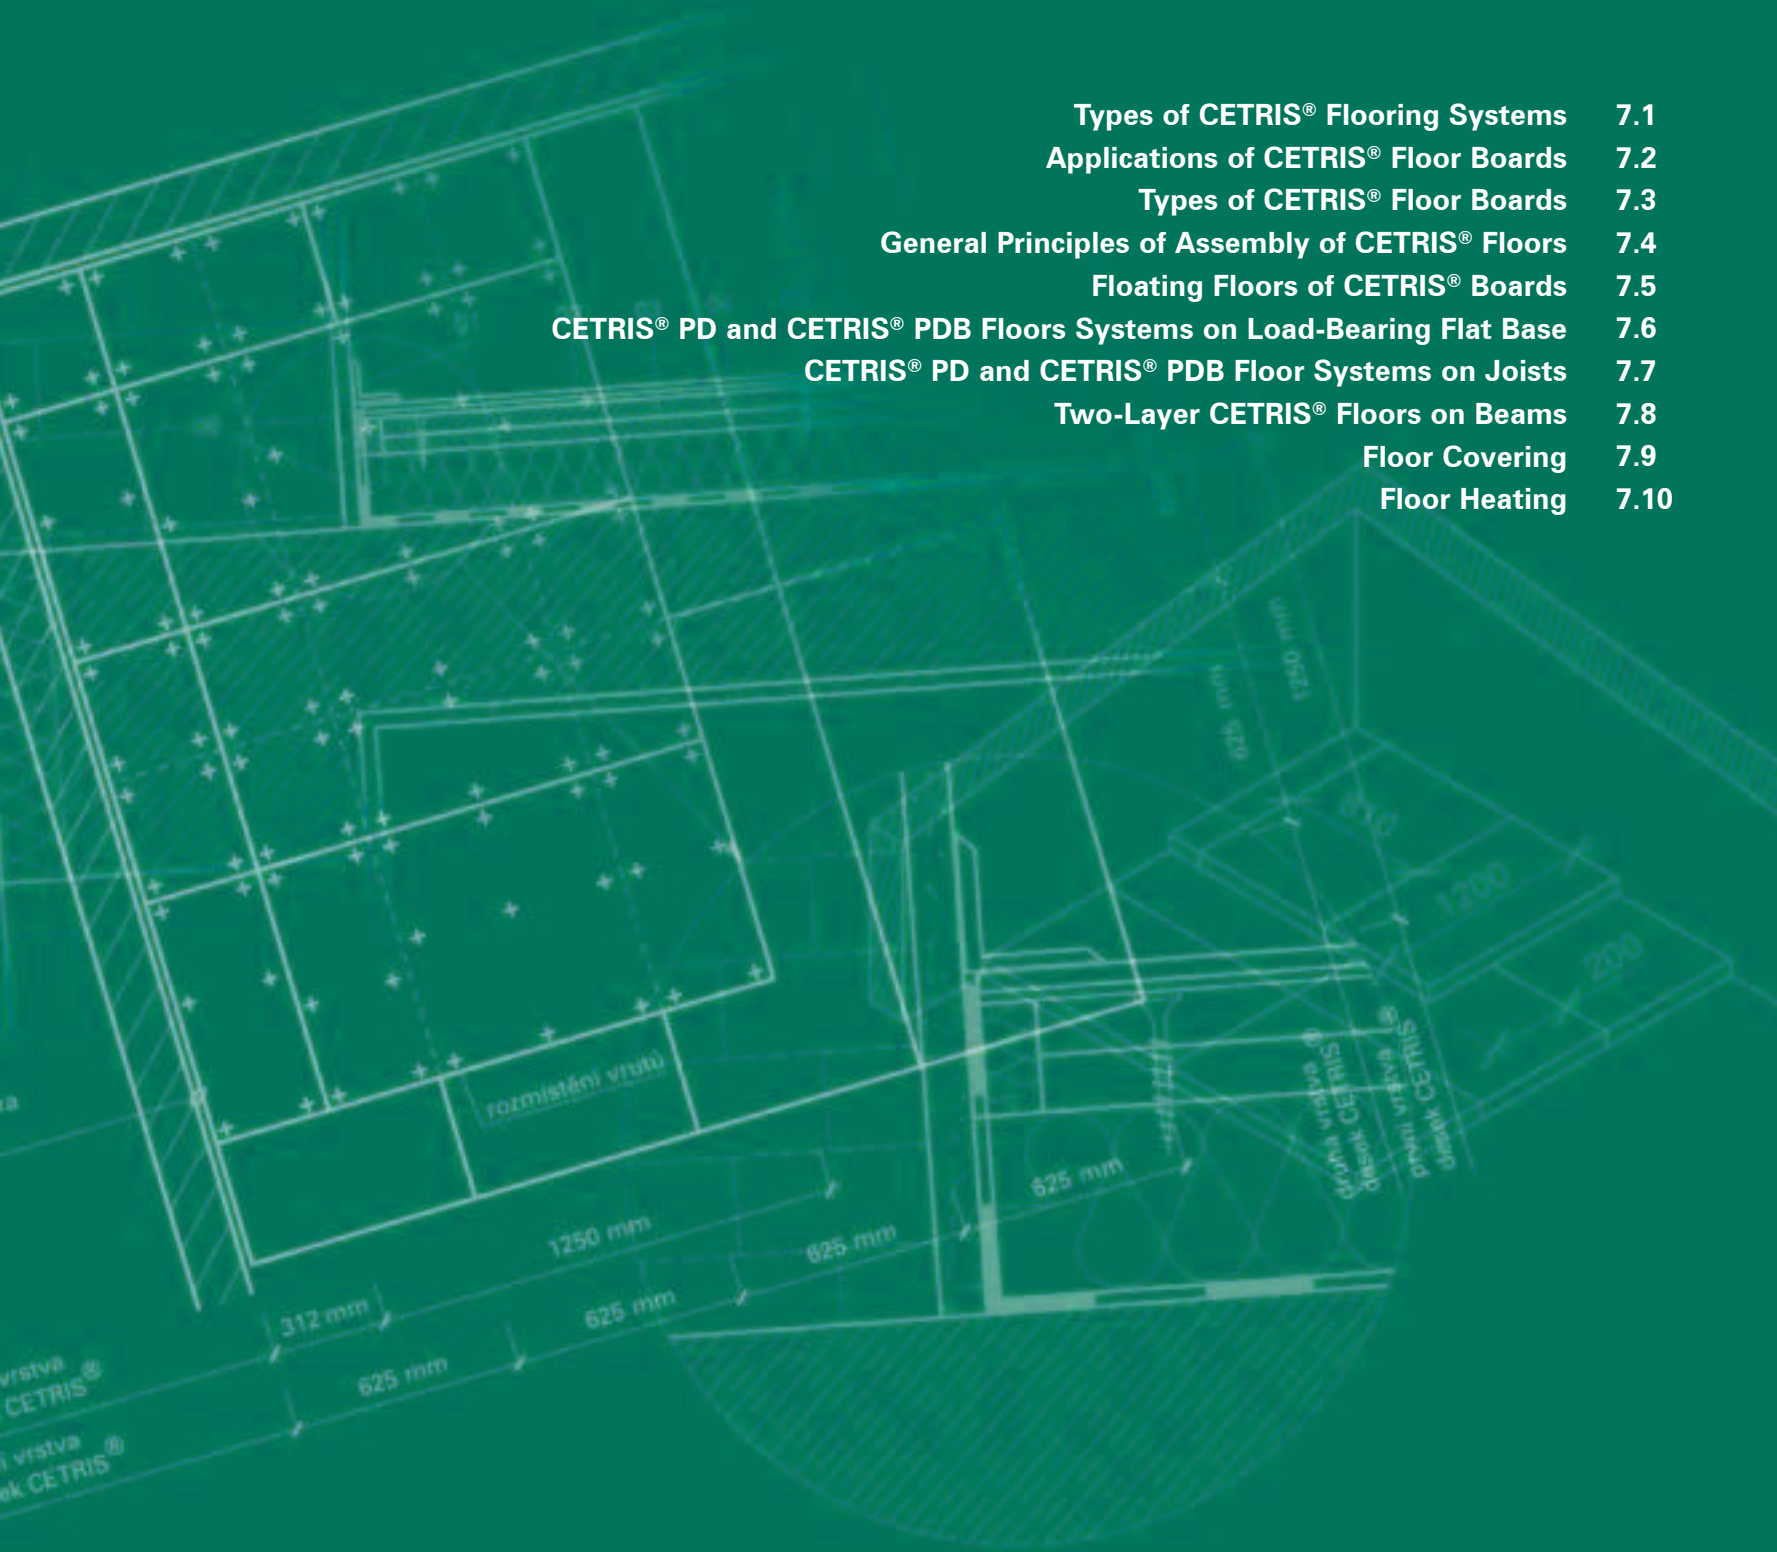 Types of CETRIS® Flooring Systems 7.1
Applications of CETRIS® Floor Boards 7.2
Types of CETRIS® Floor Boards 7.3
General Principles of Assembly of CETRIS® Floors 7.4
Floating Floors of CETRIS® Boards 7.5
CETRIS® PD and CETRIS® PDB Floors Systems on Load-Bearing Flat Base 7.6
CETRIS® PD and CETRIS® PDB Floor Systems on Joists 7.7
Two-Layer CETRIS® Floors on Beams 7.8
Floor Covering 7.9
Floor Heating 7.10
1250 mm
625 mm
810
1200
200
druhá vrstva
desek CETRIS®
první vrstva
desek CETRIS®
rozmístění vrutů
625 mm
1250 mm
625 mm
312 mm
625 mm
625 mm
vrstva
CETRIS®
vrstva
CETRIS®